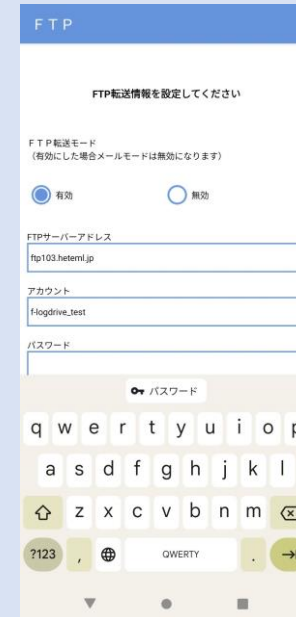 ＦＴＰ
FTP転送情報を設定してください
ＦＴＰ転送モード
（有効にした場合メールモードは無効になります）
有効 無効
FTPサーバーアドレス
ftp103.heteml.jp
アカウント
f-logdrive_test
パスワード
パスワード
q w e r t y u i o p
a s d f g h j k l
z x c v b n m
?123 , QWERTY .